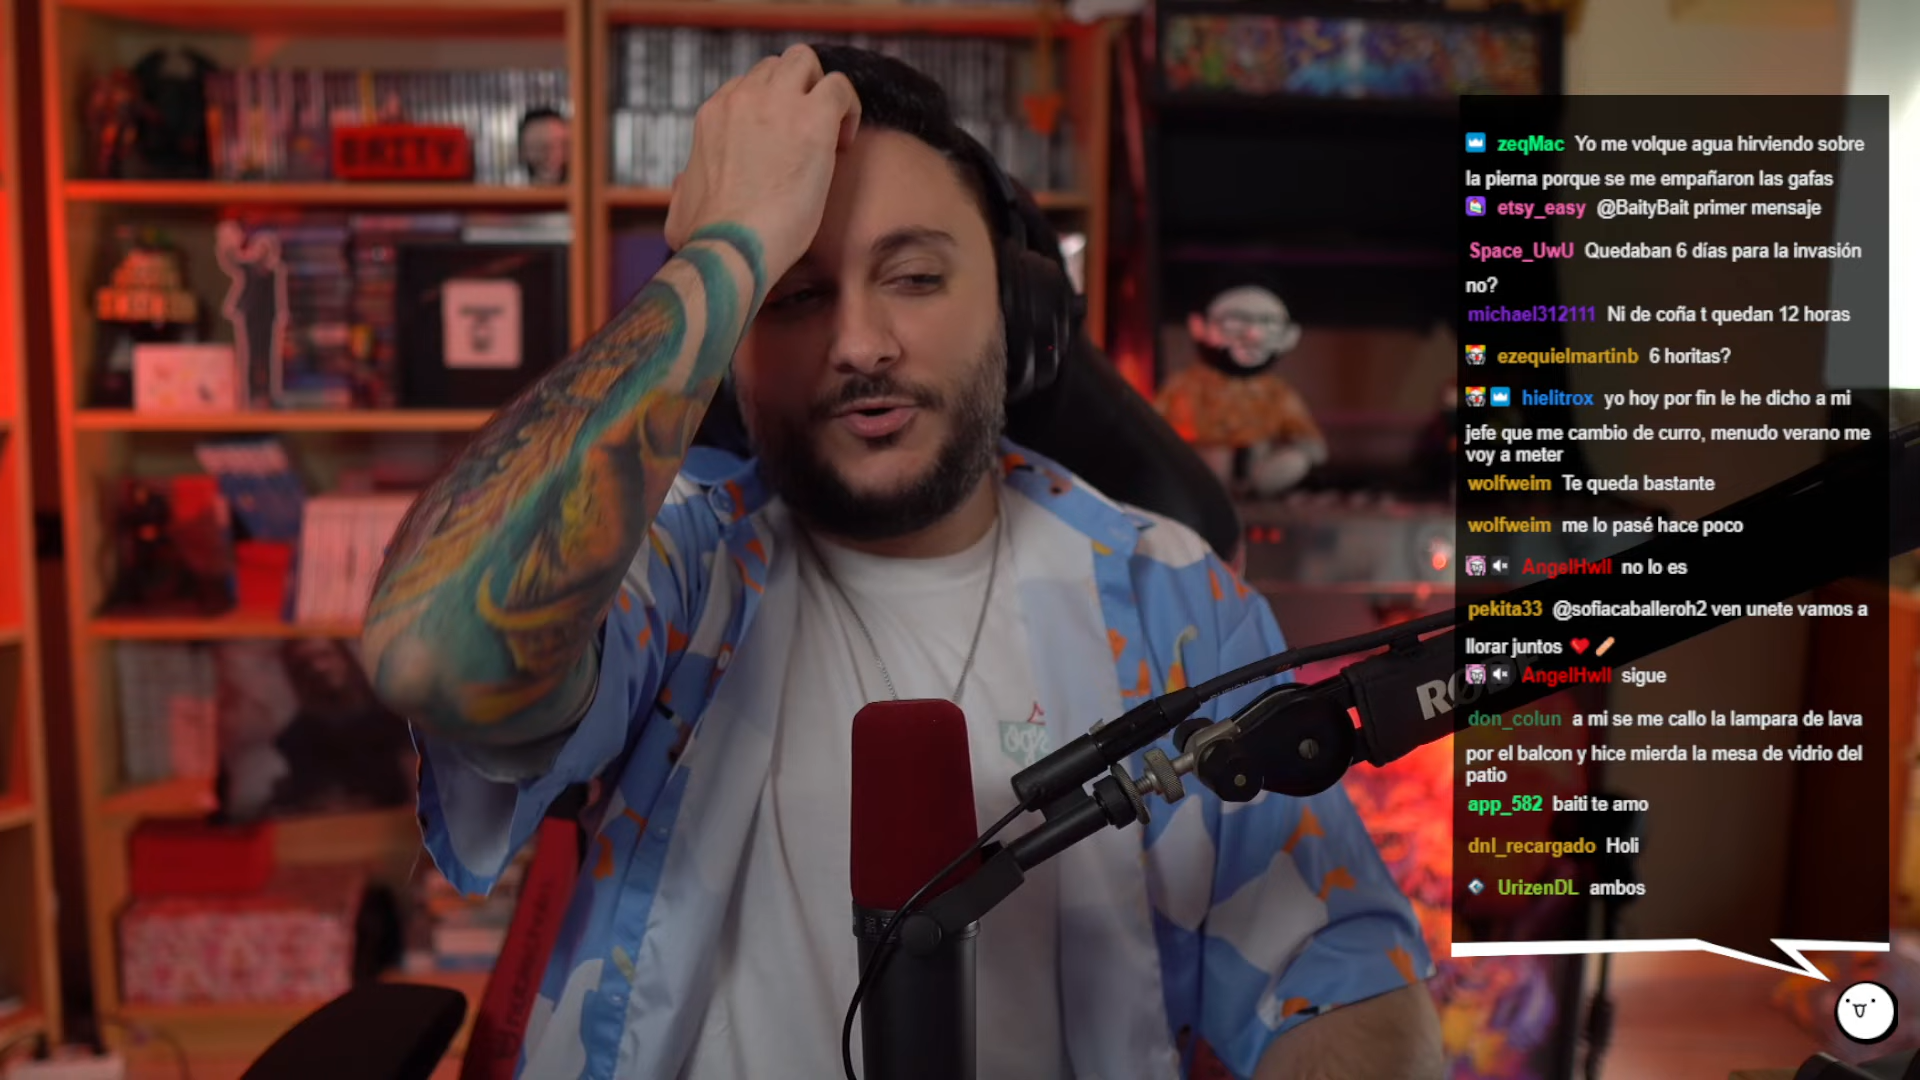 zeqMac Yo me volque agua hirviendo sobre
la pierna porque se me empañaron las gafas
etsy_easy @BaityBait primer mensaje
Space_UwU Quedaban 6 días para la invasión
no?
michael312111 Ni de coña t quedan 12 horas
ezequielmartinb 6 horitas?
hielitrox yo hoy por fin le he dicho a mi
jefe que me cambio de curro, menudo verano me
voy a meter
wolfweim Te queda bastante
wolfweim me lo pasé hace poco
AngelHwll no lo es
pekita33 @sofiacaballeroh2 ven unete vamos a
llorar juntos ❤️ 🩹
AngelHwll sigue
RODE
don_colun a mi se me callo la lampara de lava
por el balcon y hice mierda la mesa de vidrio del
patio
app_582 baiti te amo
dnl_recargado Holi
UrizenDL ambos